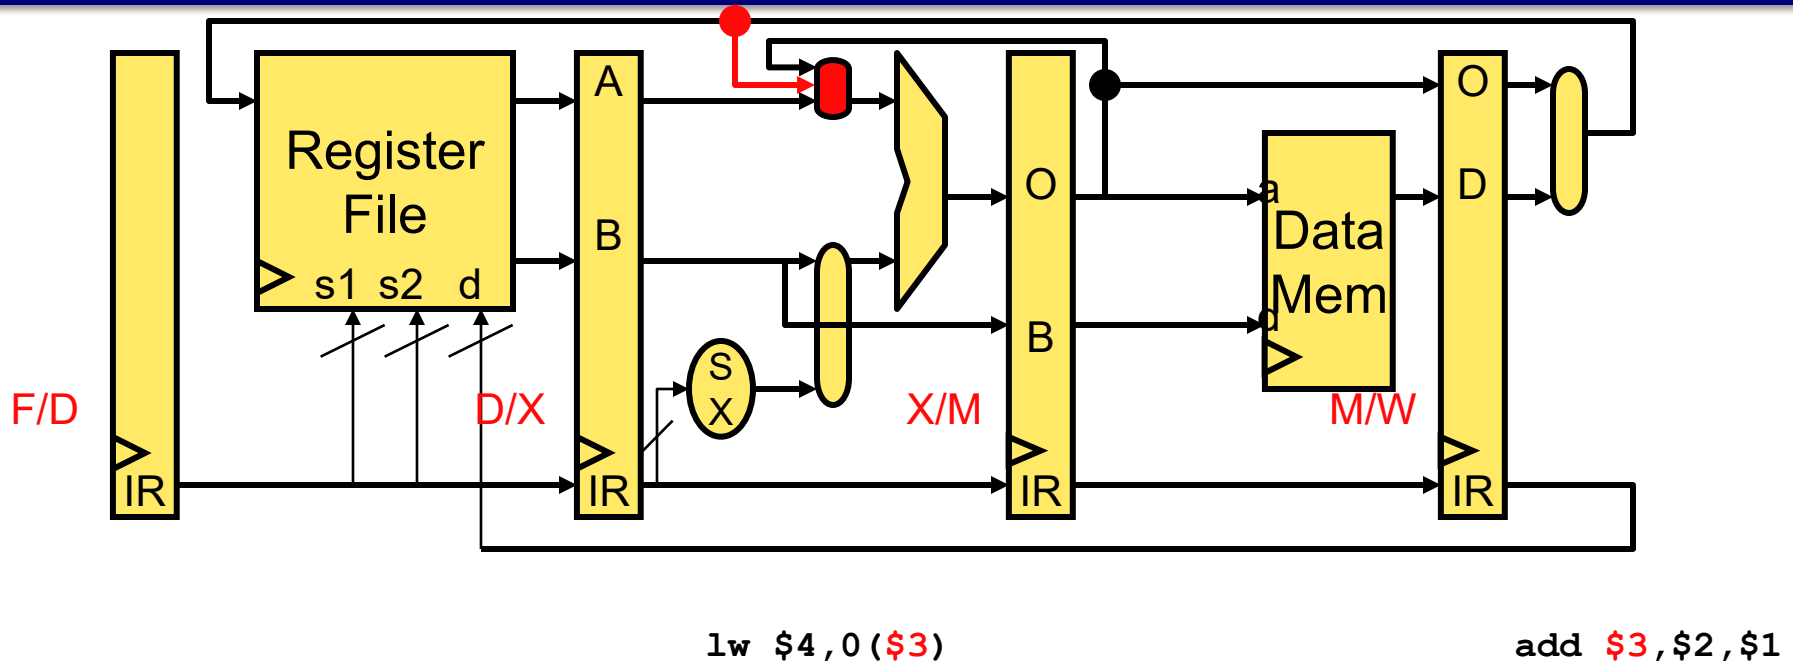 A
O
Register
File
O
D
B
a
Data
Mem
s1 s2 d
d
B
S
X
F/D
D/X
X/M
M/W
IR
IR
IR
IR
lw $4,0($3)
add $3,$2,$1